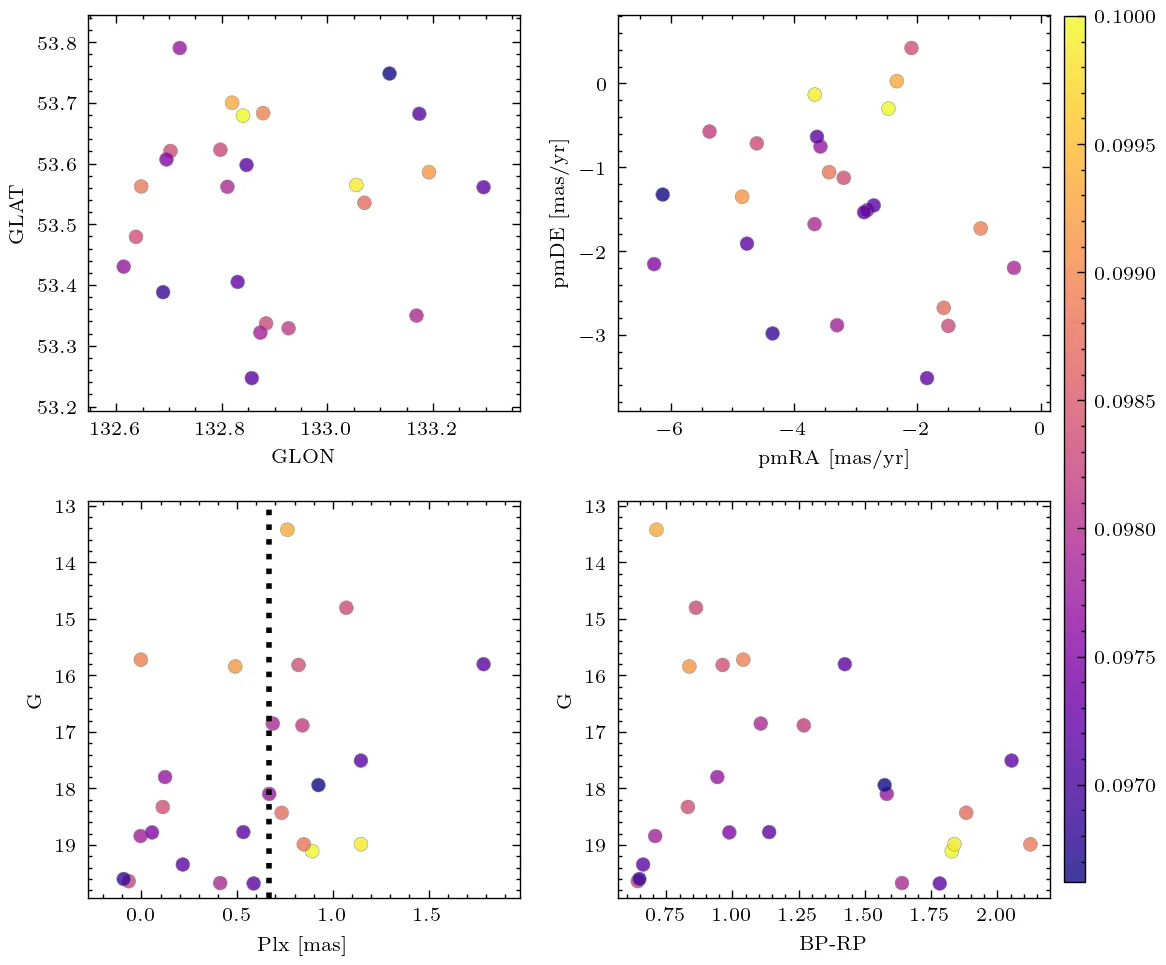 53.8
53.7
53.6
53.5
53.4
53.3
53.2
GLAT
132.6 132.8 133.0 133.2
GLON
0
−1
−2
−3
pmDE [mas/yr]
−6 −4 −2 0
pmRA [mas/yr]
0.1000
0.0995
0.0990
0.0985
0.0980
0.0975
0.0970
13
14
15
16
17
18
19
G
0.0 0.5 1.0 1.5
Plx [mas]
13
14
15
16
17
18
19
G
0.75 1.00 1.25 1.50 1.75 2.00
BP-RP